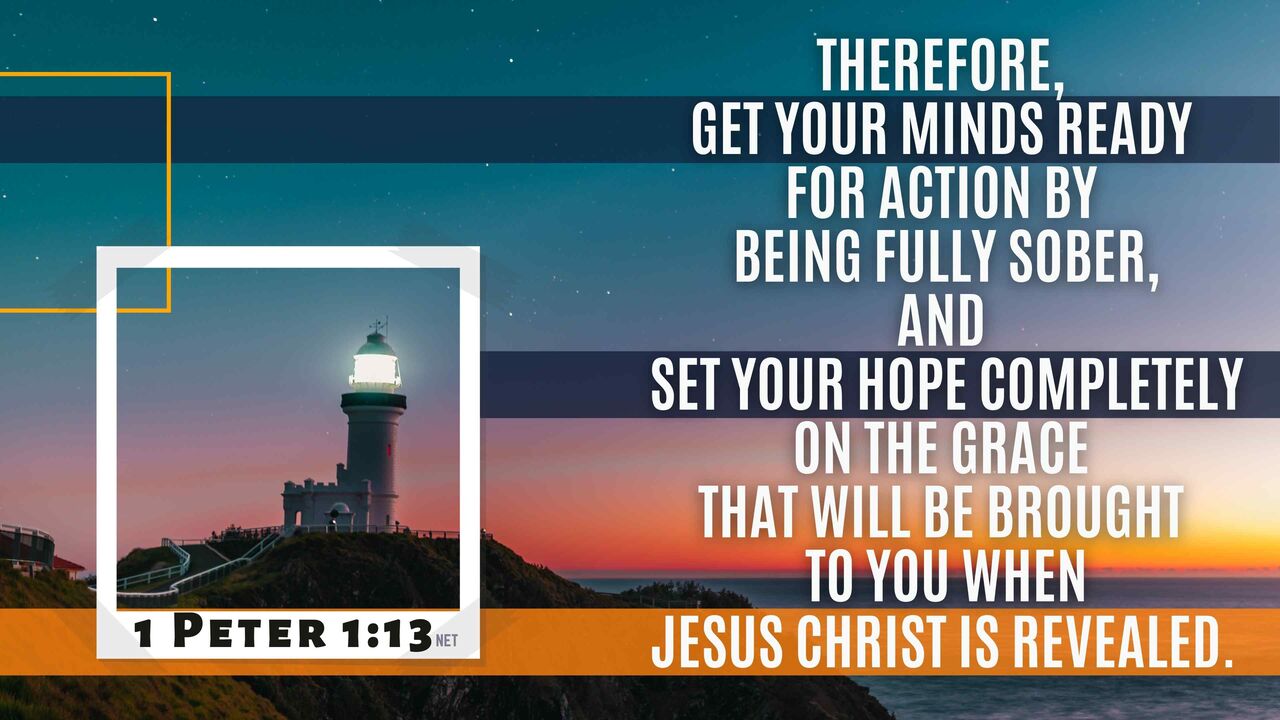 THEREFORE,
GET YOUR MINDS READY
FOR ACTION BY
BEING FULLY SOBER,
AND
SET YOUR HOPE COMPLETELY
ON THE GRACE
THAT WILL BE BROUGHT
TO YOU WHEN
JESUS CHRIST IS REVEALED.
1 PETER 1:13 NET